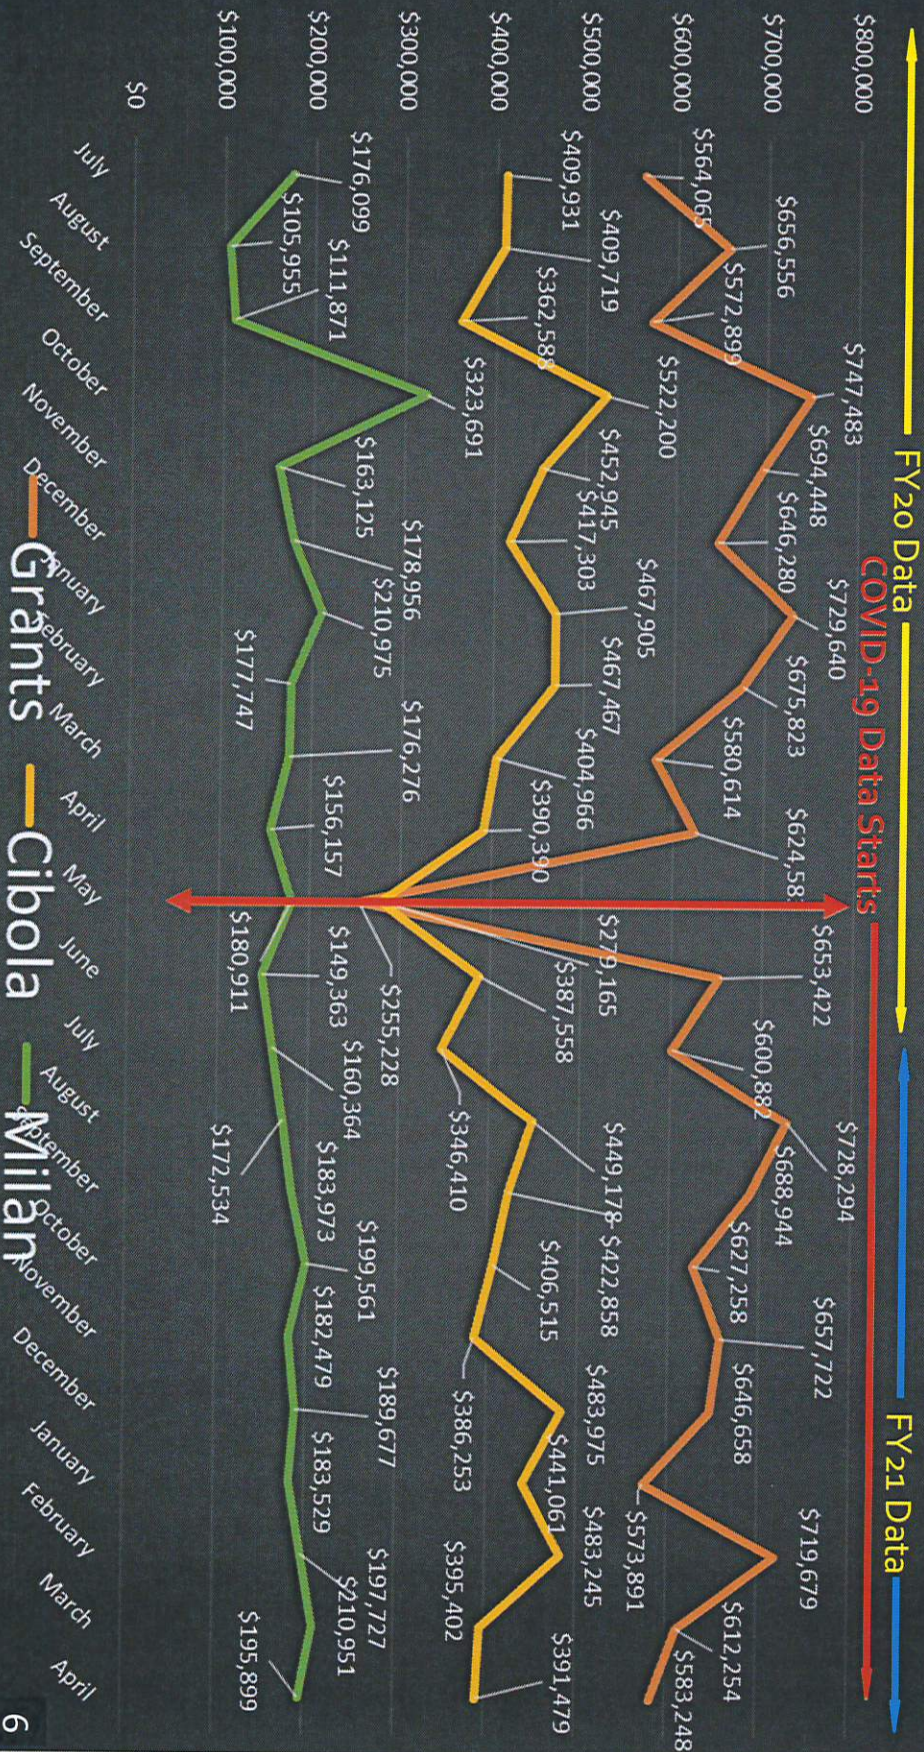 FY20 Data
FY21 Data
COVID-19 Data Starts
$800,000
$700,000
$600,000
$500,000
$400,000
$300,000
$200,000
$100,000
$0
$564,065
$656,556
$572,899
$747,483
$694,448
$646,280
$729,640
$675,823
$580,614
$624,58
$279,165
$653,422
$600,882
$728,294
$688,944
$627,258
$657,722
$646,658
$573,891
$719,679
$612,254
$583,248
$409,931
$409,719
$362,588
$522,200
$452,945
$417,303
$467,905
$467,467
$404,966
$390,390
$255,228
$387,558
$346,410
$449,178
$422,858
$406,515
$386,253
$483,975
$441,061
$483,245
$395,402
$391,479
$176,099
$105,955
$111,871
$323,691
$163,125
$178,956
$210,975
$177,747
$176,276
$156,157
$180,911
$149,363
$160,364
$172,534
$183,973
$199,561
$182,479
$189,677
$183,529
$197,727
$210,951
$195,899
July
August
September
October
November
December
January
February
March
April
May
June
July
August
September
October
November
December
January
February
March
April
Grants Cibola Milan
6